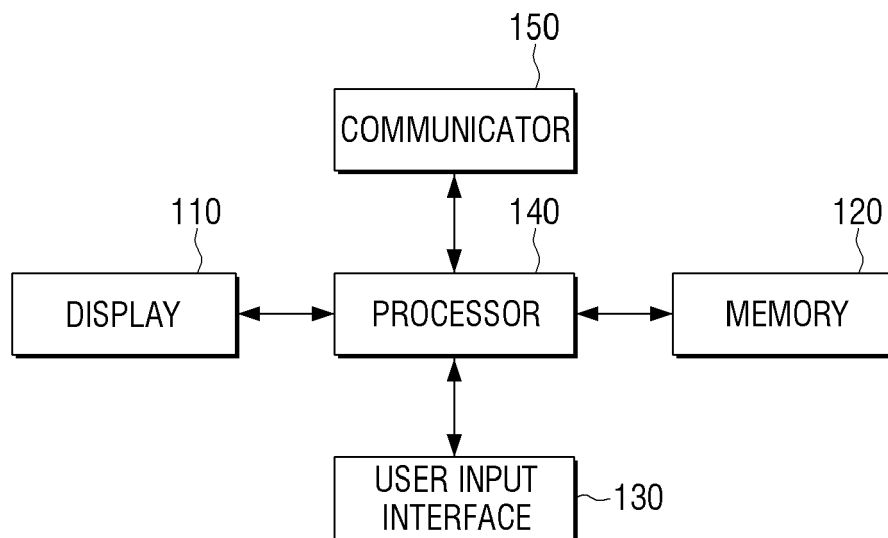 150
COMMUNICATOR
110
140
120
DISPLAY
PROCESSOR
MEMORY
USER INPUT
INTERFACE
130